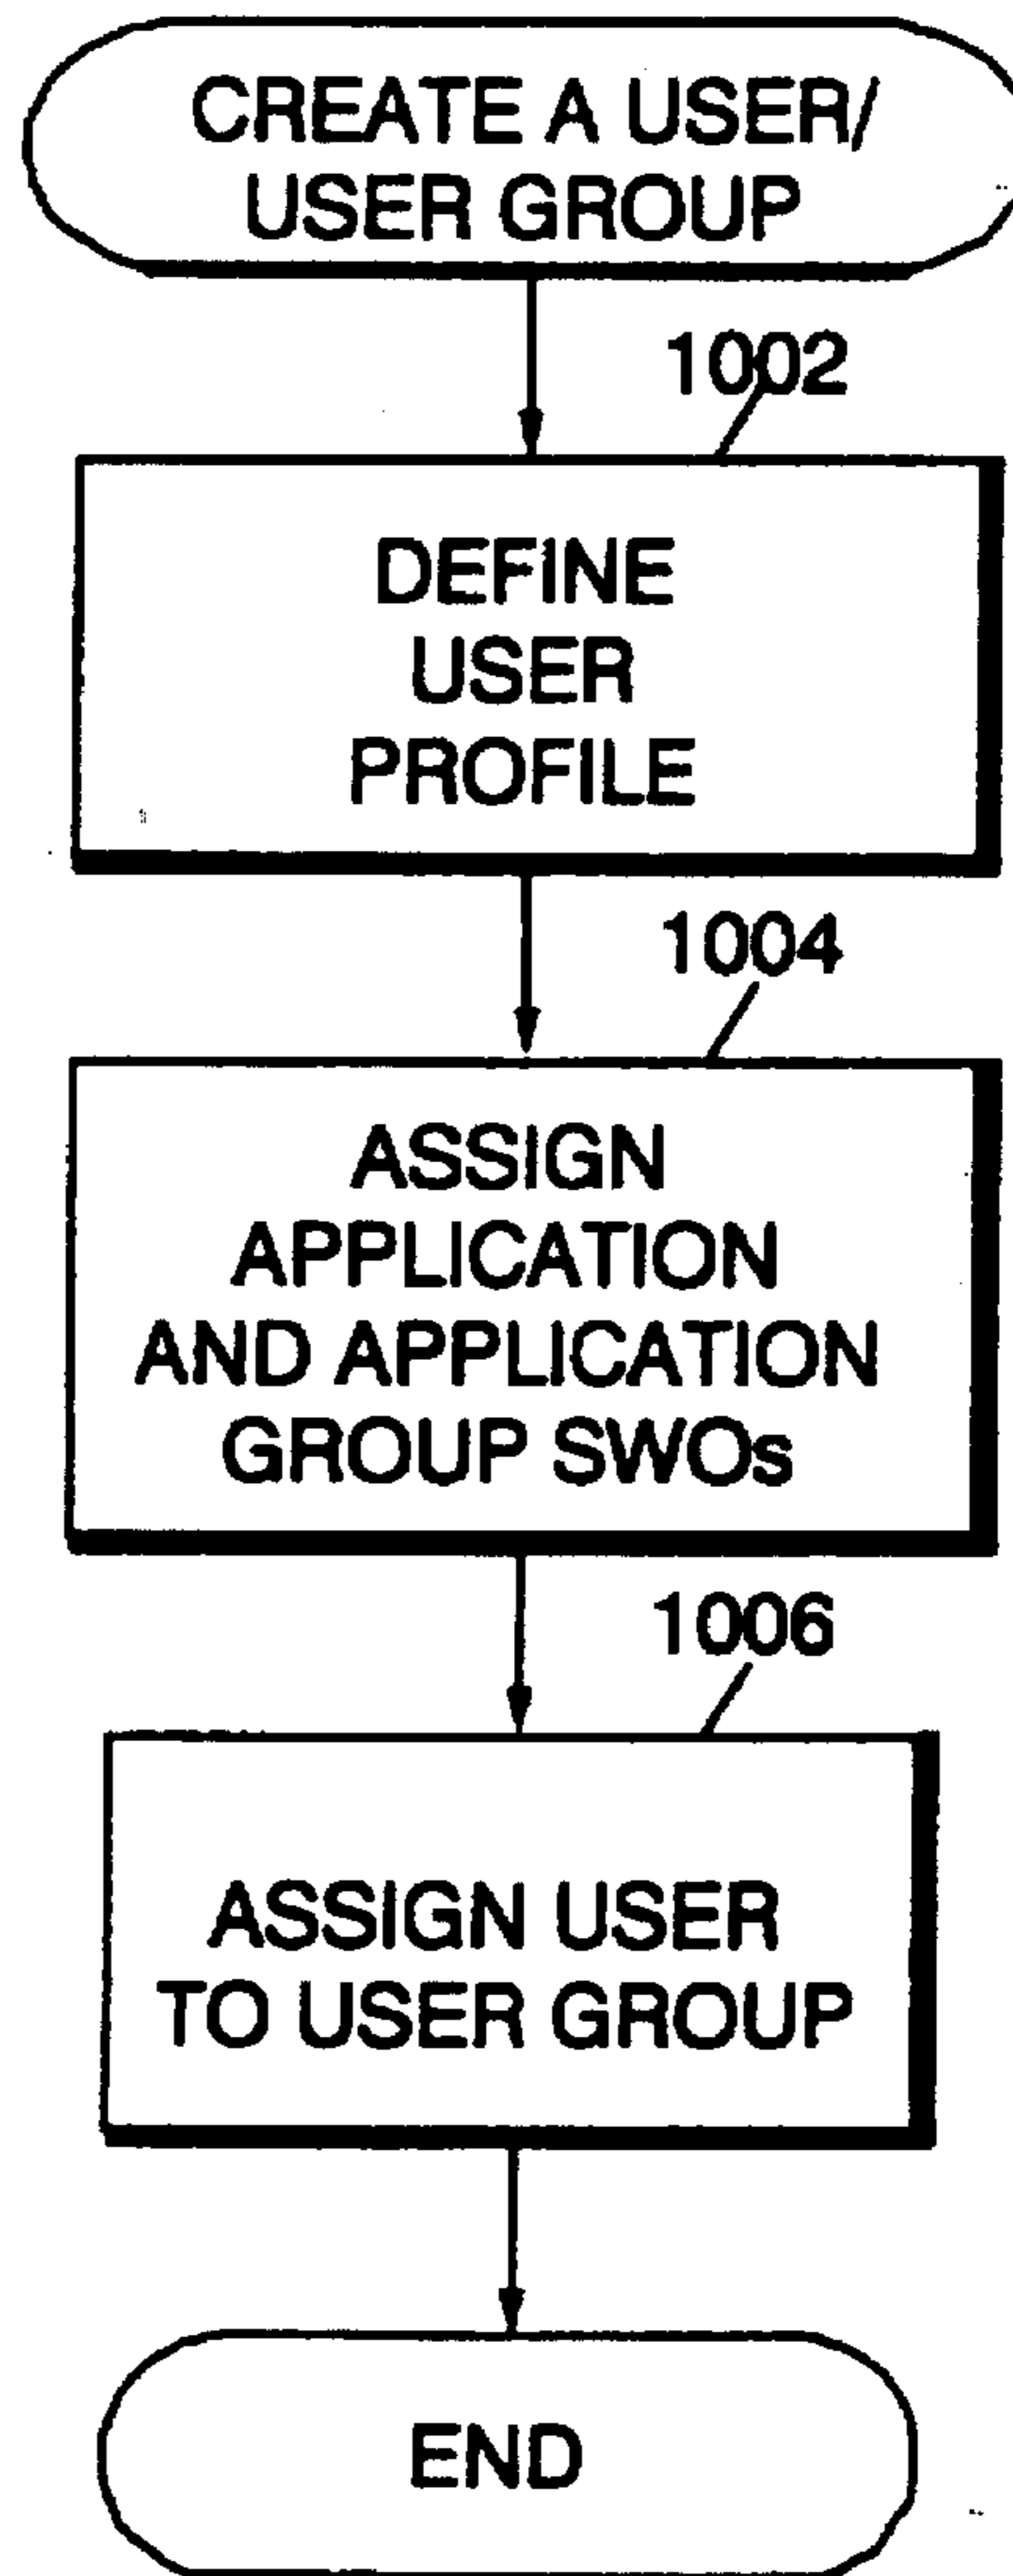 CREATE A USER/
USER GROUP
1002
DEFINE
USER
PROFILE
1004
ASSIGN
APPLICATION
AND APPLICATION
GROUP SWOs
1006
ASSIGN USER
TO USER GROUP
END